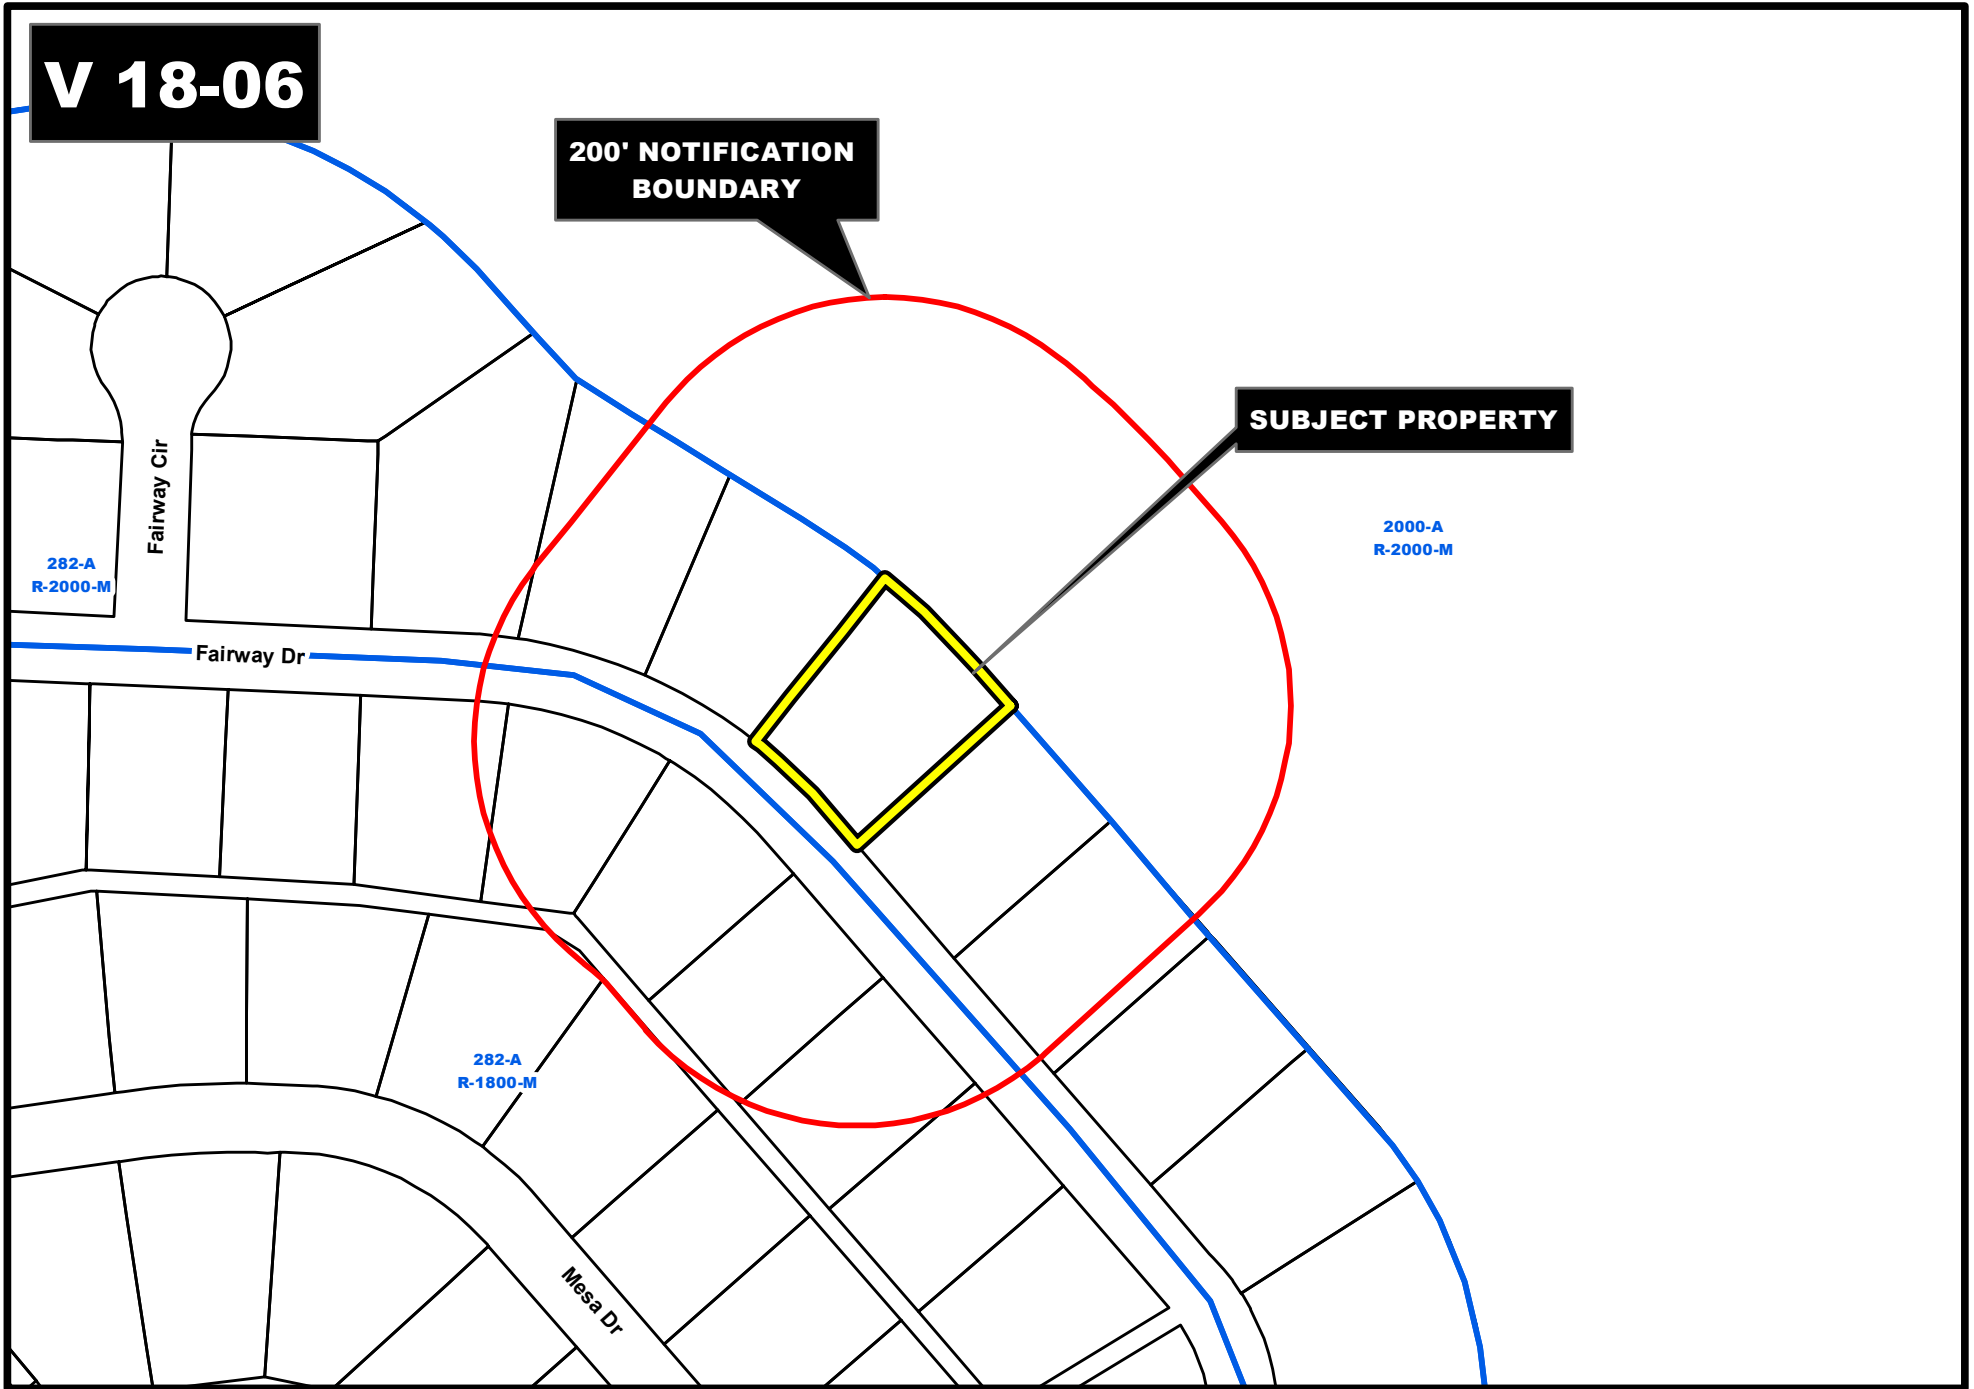 V 18-06
200' NOTIFICATION
BOUNDARY
SUBJECT PROPERTY
Fairway Cir
2000-A
R-2000-M
282-A
R-2000-M
Fairway Dr
282-A
R-1800-M
Mesa Dr